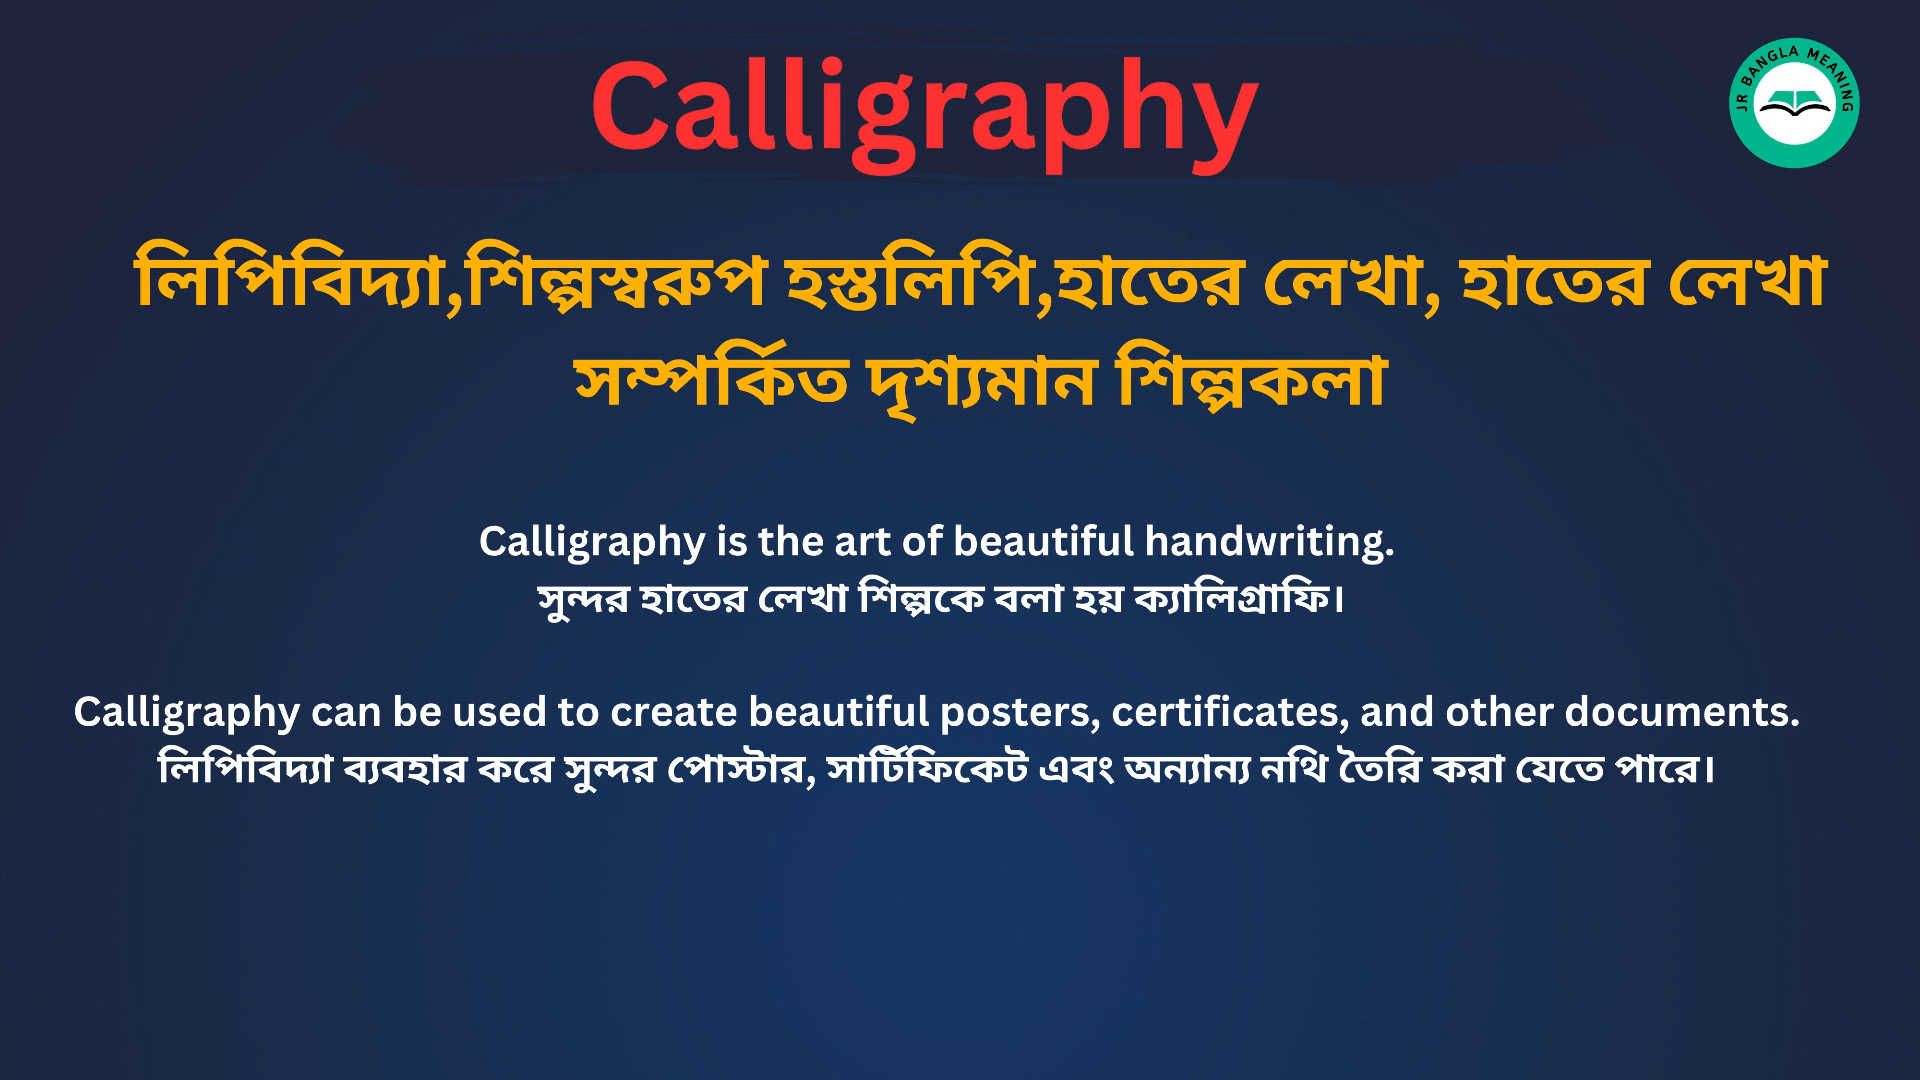 Calligraphy
JR BANGLA MEANING
লিপিবিদ্যা,শিল্পস্বরুপ হস্তলিপি,হাতের লেখা, হাতের লেখা
সম্পর্কিত দৃশ্যমান শিল্পকলা
Calligraphy is the art of beautiful handwriting.
সুন্দর হাতের লেখা শিল্পকে বলা হয় ক্যালিগ্রাফি।
Calligraphy can be used to create beautiful posters, certificates, and other documents.
লিপিবিদ্যা ব্যবহার করে সুন্দর পোস্টার, সার্টিফিকেট এবং অন্যান্য নথি তৈরি করা যেতে পারে।